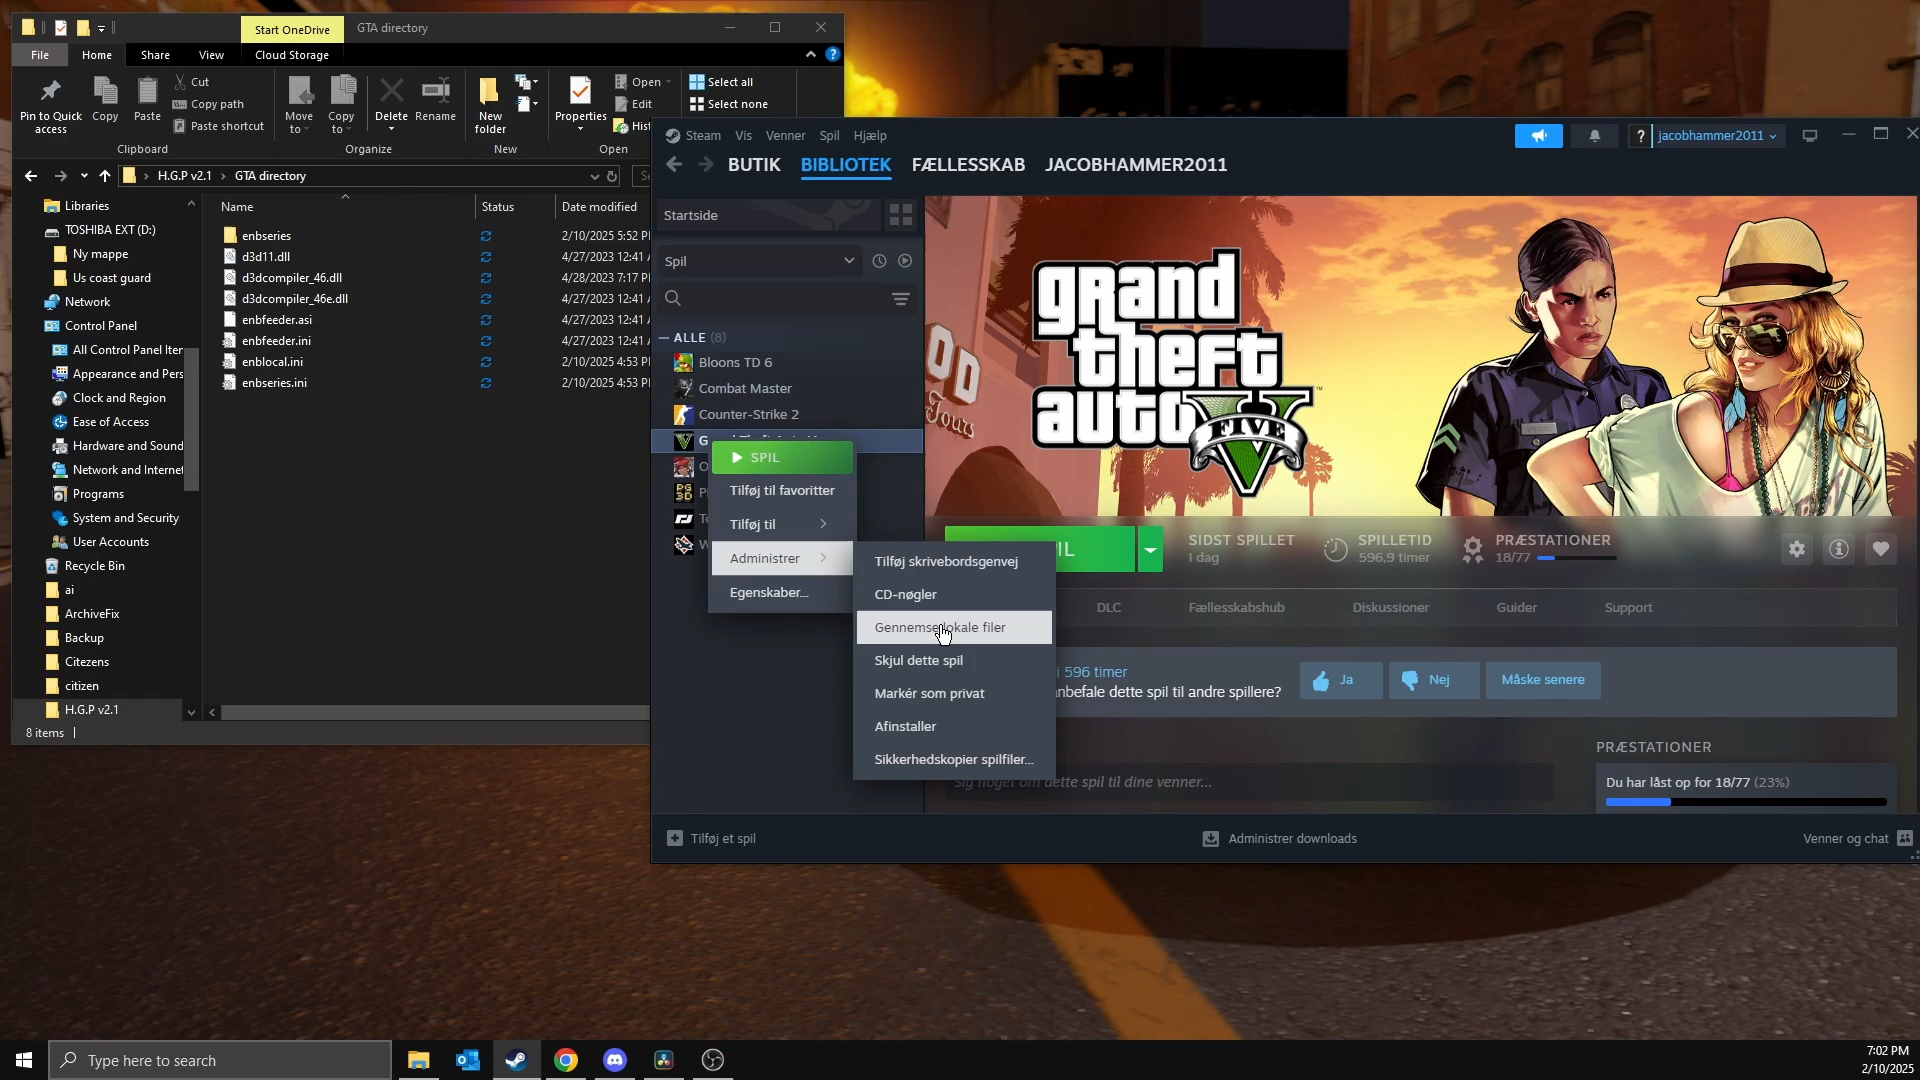 Start OneDrive
GTA directory
File
Home
Share
View
Cloud Storage
Pin to Quick access
Copy
Paste
Cut
Copy path
Paste shortcut
Clipboard
Move to
Copy to
Delete
Rename
Organize
New folder
New
Properties
Open
Edit
Open
Select all
Select none
H.G.P v2.1
GTA directory
Name
Status
Date modified
Libraries
TOSHIBA EXT (D:)
Ny mappe
Us coast guard
Network
Control Panel
All Control Panel Iter
Appearance and Pers
Clock and Region
Ease of Access
Hardware and Sound
Network and Internet
Programs
System and Security
User Accounts
Recycle Bin
ai
ArchiveFix
Backup
Citezens
citizen
H.G.P v2.1
enbseries
2/10/2025 5:52 P
d3d11.dll
4/27/2023 12:41
d3dcompiler_46.dll
4/28/2023 7:17 P
d3dcompiler_46e.dll
4/27/2023 12:41
enbfeeder.asi
4/27/2023 12:41
enbfeeder.ini
4/27/2023 12:41
enblocal.ini
2/10/2025 4:53 P
enbseries.ini
2/10/2025 4:53 P
8 items
Steam
Vis
Venner
Spil
Hjælp
jacobhammer2011
BUTIK
BIBLIOTEK
FÆLLESSKAB
JACOBHAMMER2011
Startside
Spil
ALLE (8)
Bloons TD 6
Combat Master
Counter-Strike 2
SPIL
Tilføj til favoritter
Tilføj til
Administrer
Egenskaber...
Tilføj skrivebordsgenvej
CD-nøgler
Gennemse lokale filer
Skjul dette spil
Markér som privat
Afinstaller
Sikkerhedskopier spilfiler...
Tours
grand
theft
auto
V
FIVE
SIDST SPILLET
I dag
SPILLETID
596,9 timer
PRÆSTATIONER
18/77
DLC
Fællesskabshub
Diskussioner
Guider
Support
i 596 timer
anbefale dette spil til andre spillere?
Ja
Nej
Måske senere
Sig noget om dette spil til dine venner...
PRÆSTATIONER
Du har låst op for 18/77 (23%)
Tilføj et spil
Administrer downloads
Venner og chat
Type here to search
7:02 PM
2/10/2025